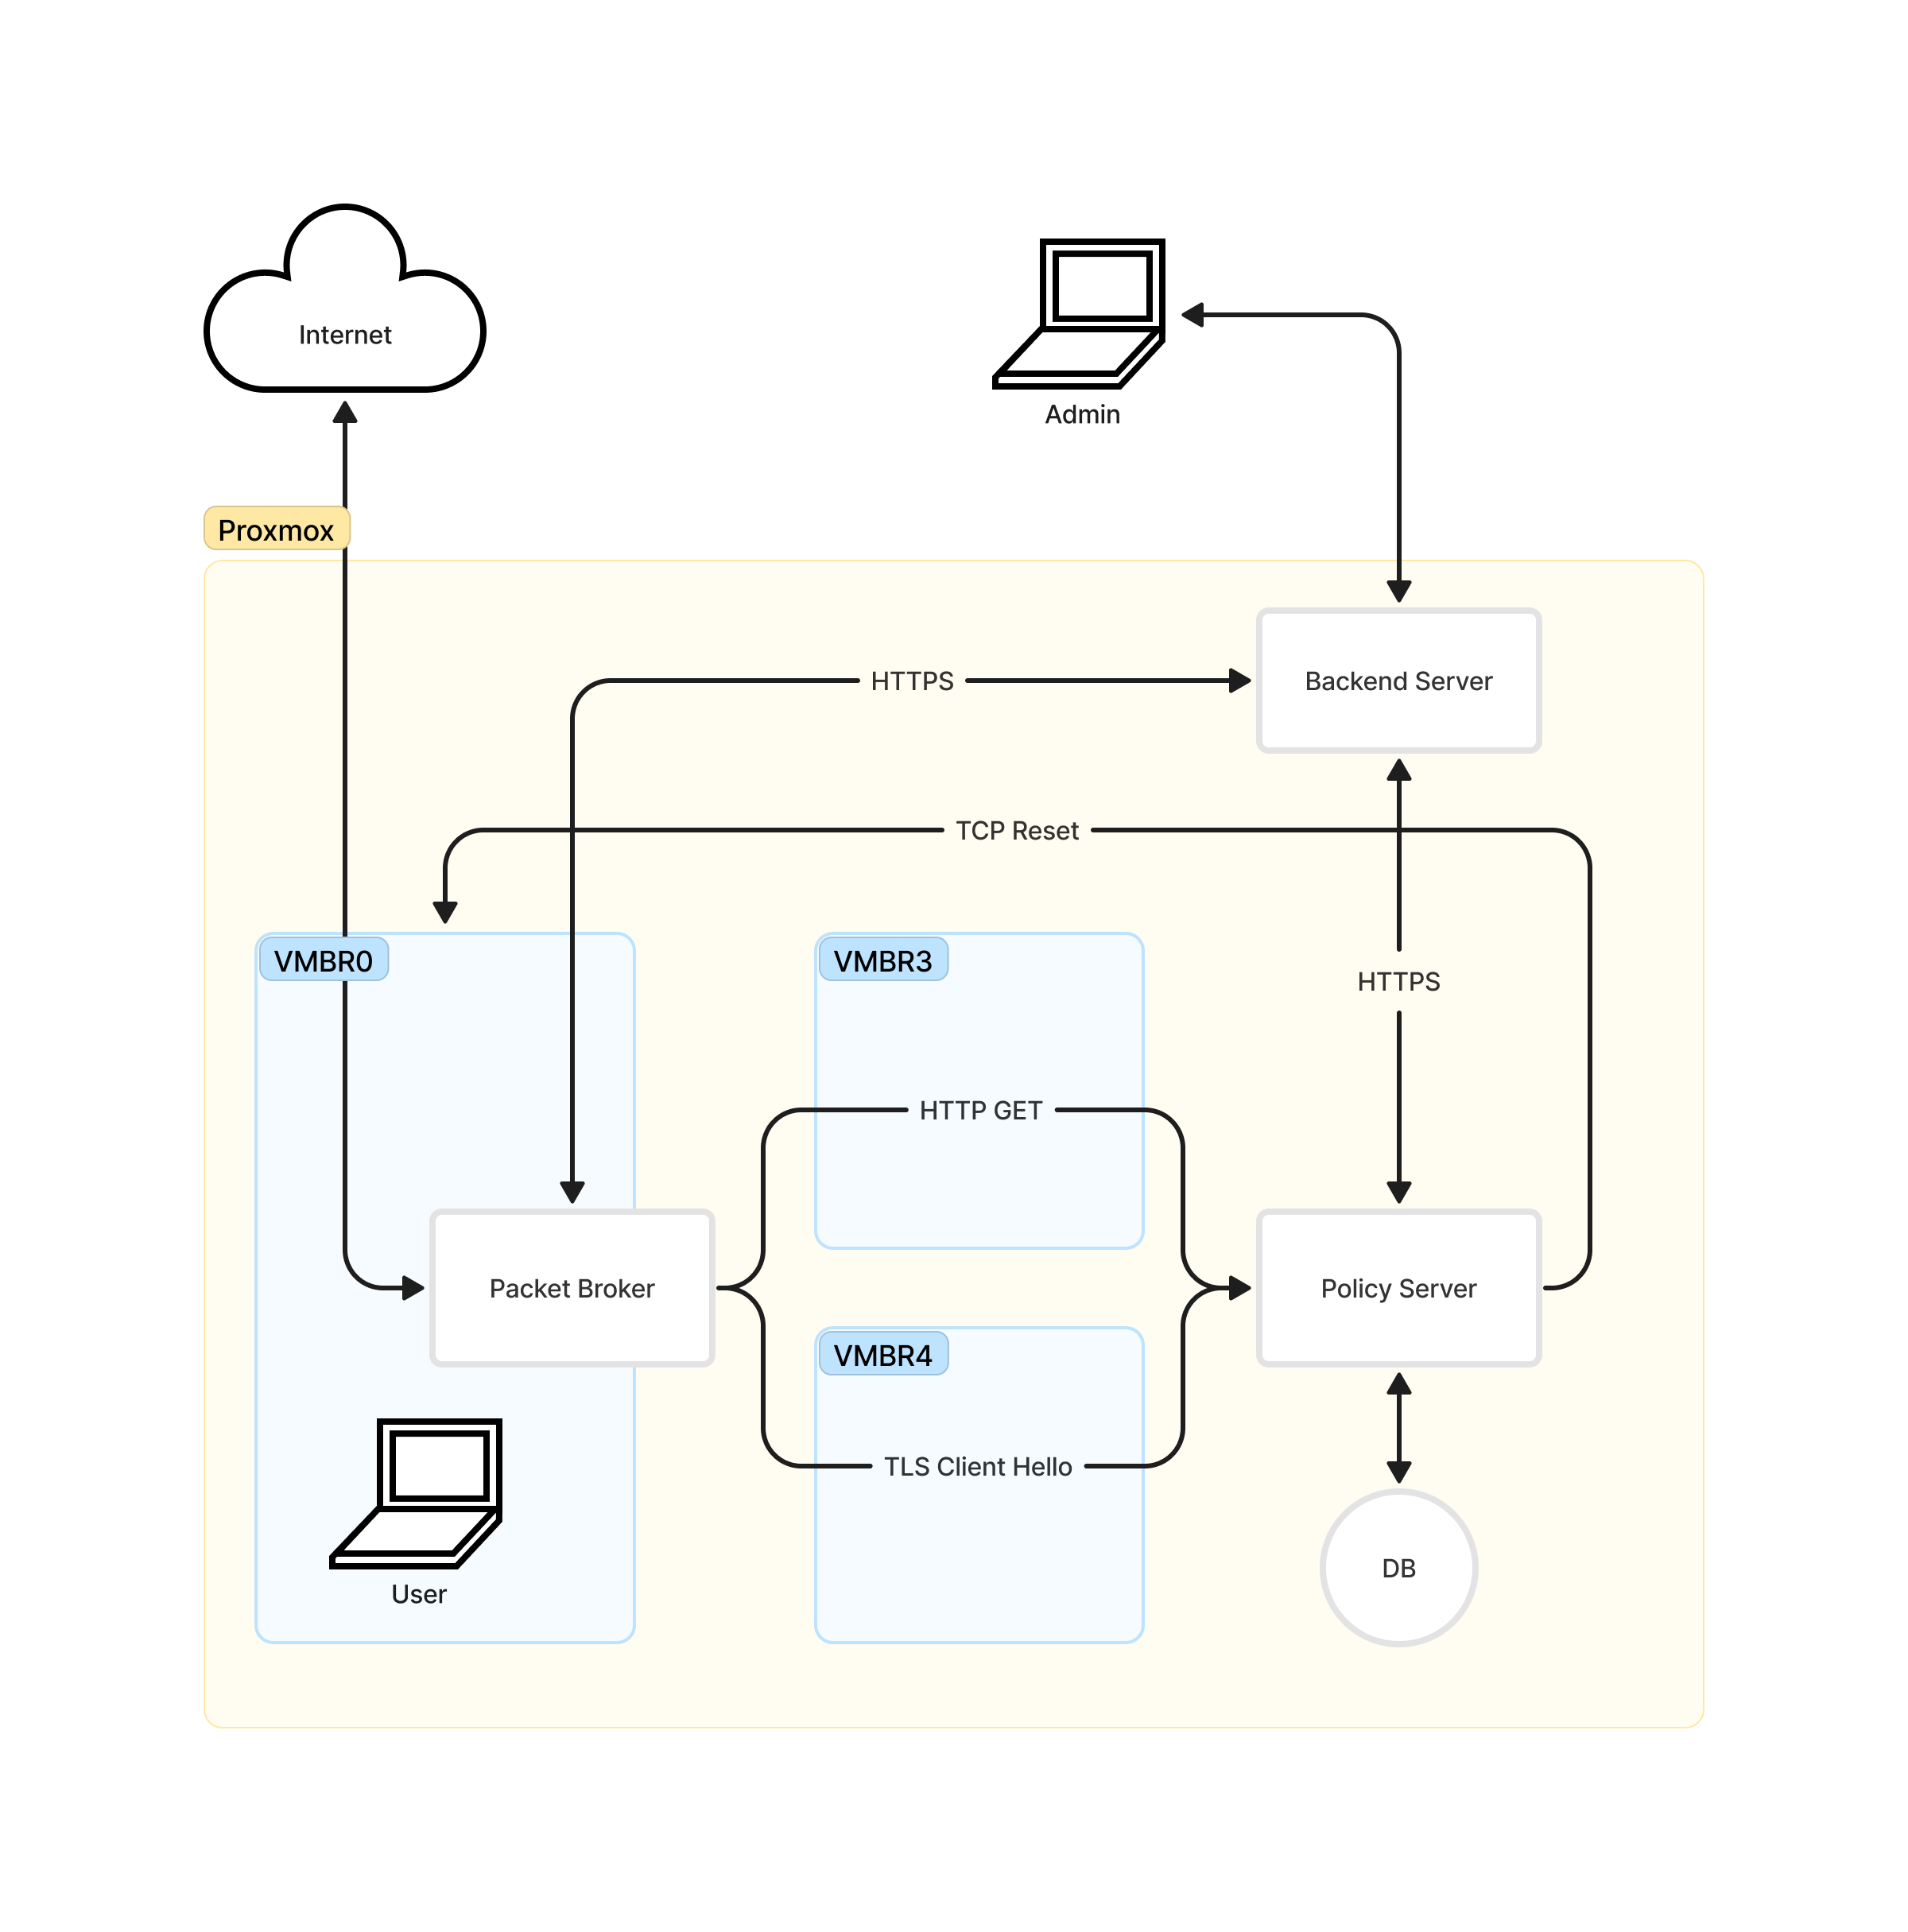 Internet
Admin
Proxmox
Backend Server
HTTPS
TCP Reset
VMBR0
VMBR3
HTTPS
HTTP GET
Packet Broker
Policy Server
VMBR4
TLS Client Hello
User
DB